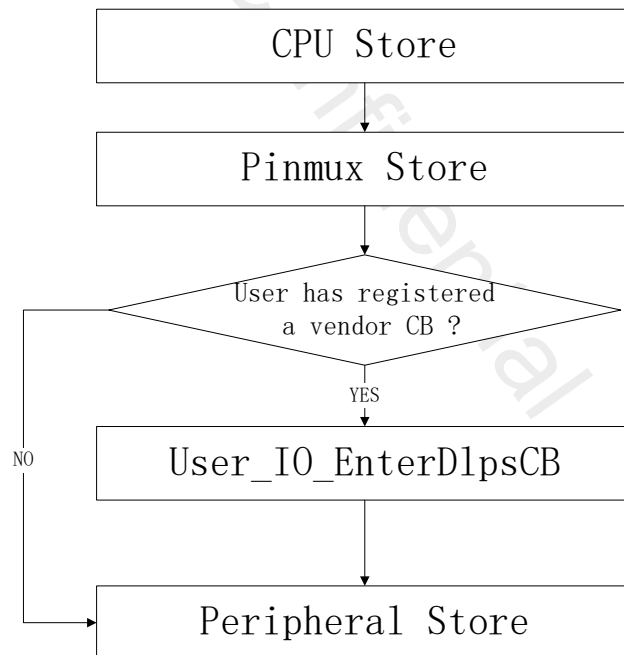 CPU Store
Pinmux Store
User has registered
a vendor CB ?
YES
User_IO_EnterDlpsCB
NO
Peripheral Store